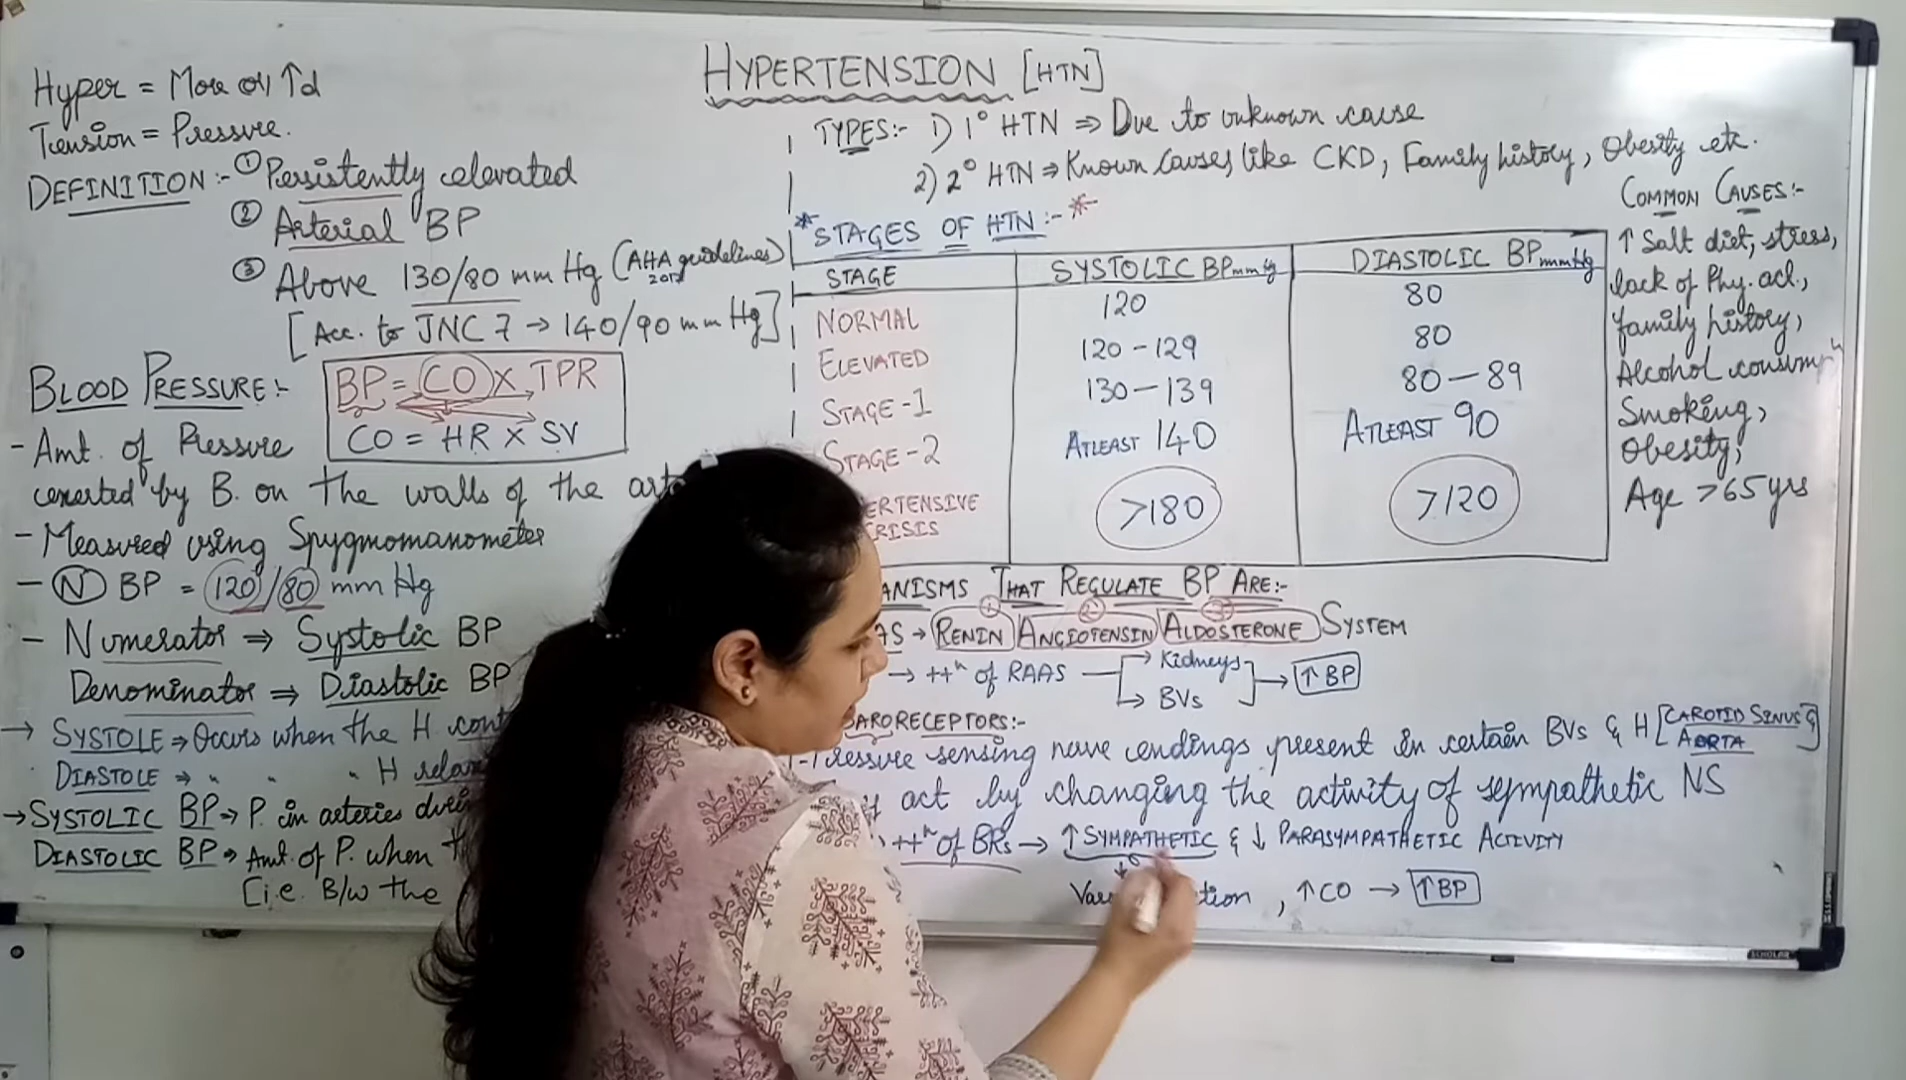 HYPERTENSION [HTN]
Hyper = More or ↑d
Tension = Pressure.
DEFINITION :- ① Persistently elevated
② Arterial BP
③ Above 130/80 mm Hg (AHA guidelines)
2017
[Acc. to JNC 7 → 140/90 mm Hg]
BLOOD PRESSURE :-
BP = CO X TPR
CO = HR X SV
- Amt. of Pressure
exerted by B. on the walls of the
- Measured using Spygmomanometer
- Ⓝ BP = 120/80 mm Hg
- Numerator ⇒ Systolic BP
Denominator ⇒ Diastolic BP
→ SYSTOLE ⇒ Occurs when the H
DIASTOLE ⇒ " " " H
→ SYSTOLIC BP ⇒ P. in arteries
DIASTOLIC BP ⇒ Amt. of P. when
[i.e. B/w the
TYPES:- 1) 1° HTN ⇒ Due to unknown cause
2) 2° HTN ⇒ Known Causes, like CKD, Family history, Obesity etc.
*STAGES OF HTN:-*
STAGE SYSTOLIC BP mmHg DIASTOLIC BP mmHg
NORMAL 120 80
ELEVATED 120-129 80
STAGE-1 130-139 80-89
STAGE-2 ATLEAST 140 ATLEAST 90
ERTENSIVE >180 >120
RISIS
COMMON CAUSES:-
↑ Salt diet, stress,
lack of Phy. act.,
family history,
Alcohol consumpⁿ
Smoking,
Obesity,
Age >65 yrs
ANISMS THAT REGULATE BP ARE:-
① ② ③
AS → RENIN ANGIOTENSIN ALDOSTERONE SYSTEM
→ ++ⁿ of RAAS → Kidneys → ↑ BP
→ BVs
ARORECEPTORS:-
Pressure sensing nerve endings present in certain BVs & H [CAROTID SINUS &
AORTA]
act by changing the activity of sympathetic NS
++ⁿ of BRs → ↑ SYMPATHETIC & ↓ PARASYMPATHETIC ACTIVITY
↓
tion, ↑ CO → ↑ BP
SCHOLAR